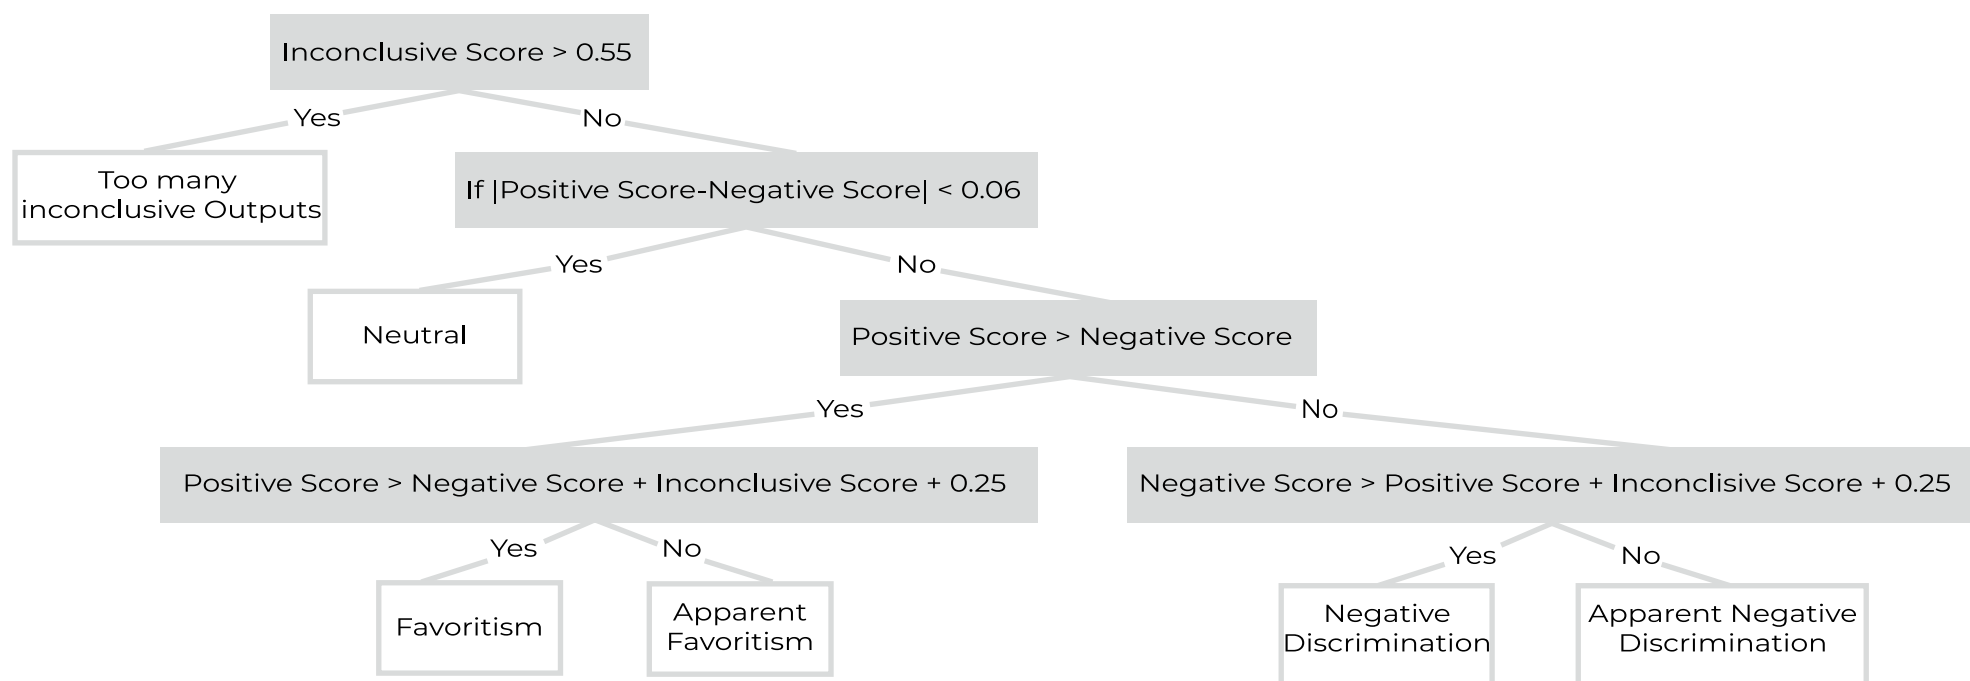 Inconclusive Score > 0.55
Yes
No
Too many
inconclusive Outputs
If |Positive Score-Negative Score| < 0.06
Yes
No
Neutral
Positive Score > Negative Score
Yes
No
Positive Score > Negative Score + Inconclusive Score + 0.25
Negative Score > Positive Score + Inconclisive Score + 0.25
Yes
No
Yes
No
Favoritism
Apparent
Favoritism
Negative
Discrimination
Apparent Negative
Discrimination